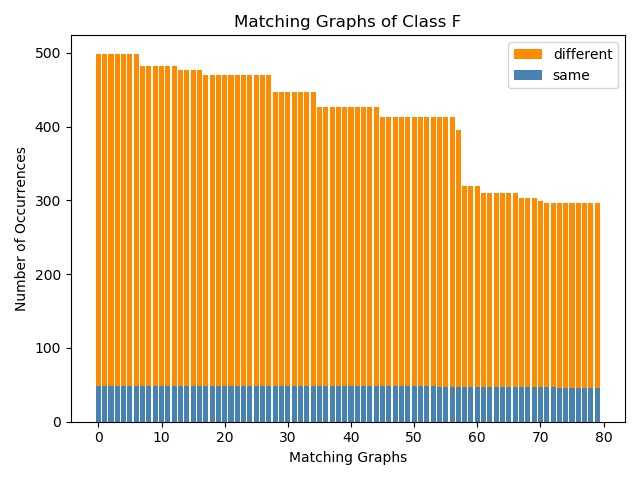 Matching Graphs of Class F
different
same
Number of Occurrences
500
400
300
200
100
0
0 10 20 30 40 50 60 70 80
Matching Graphs